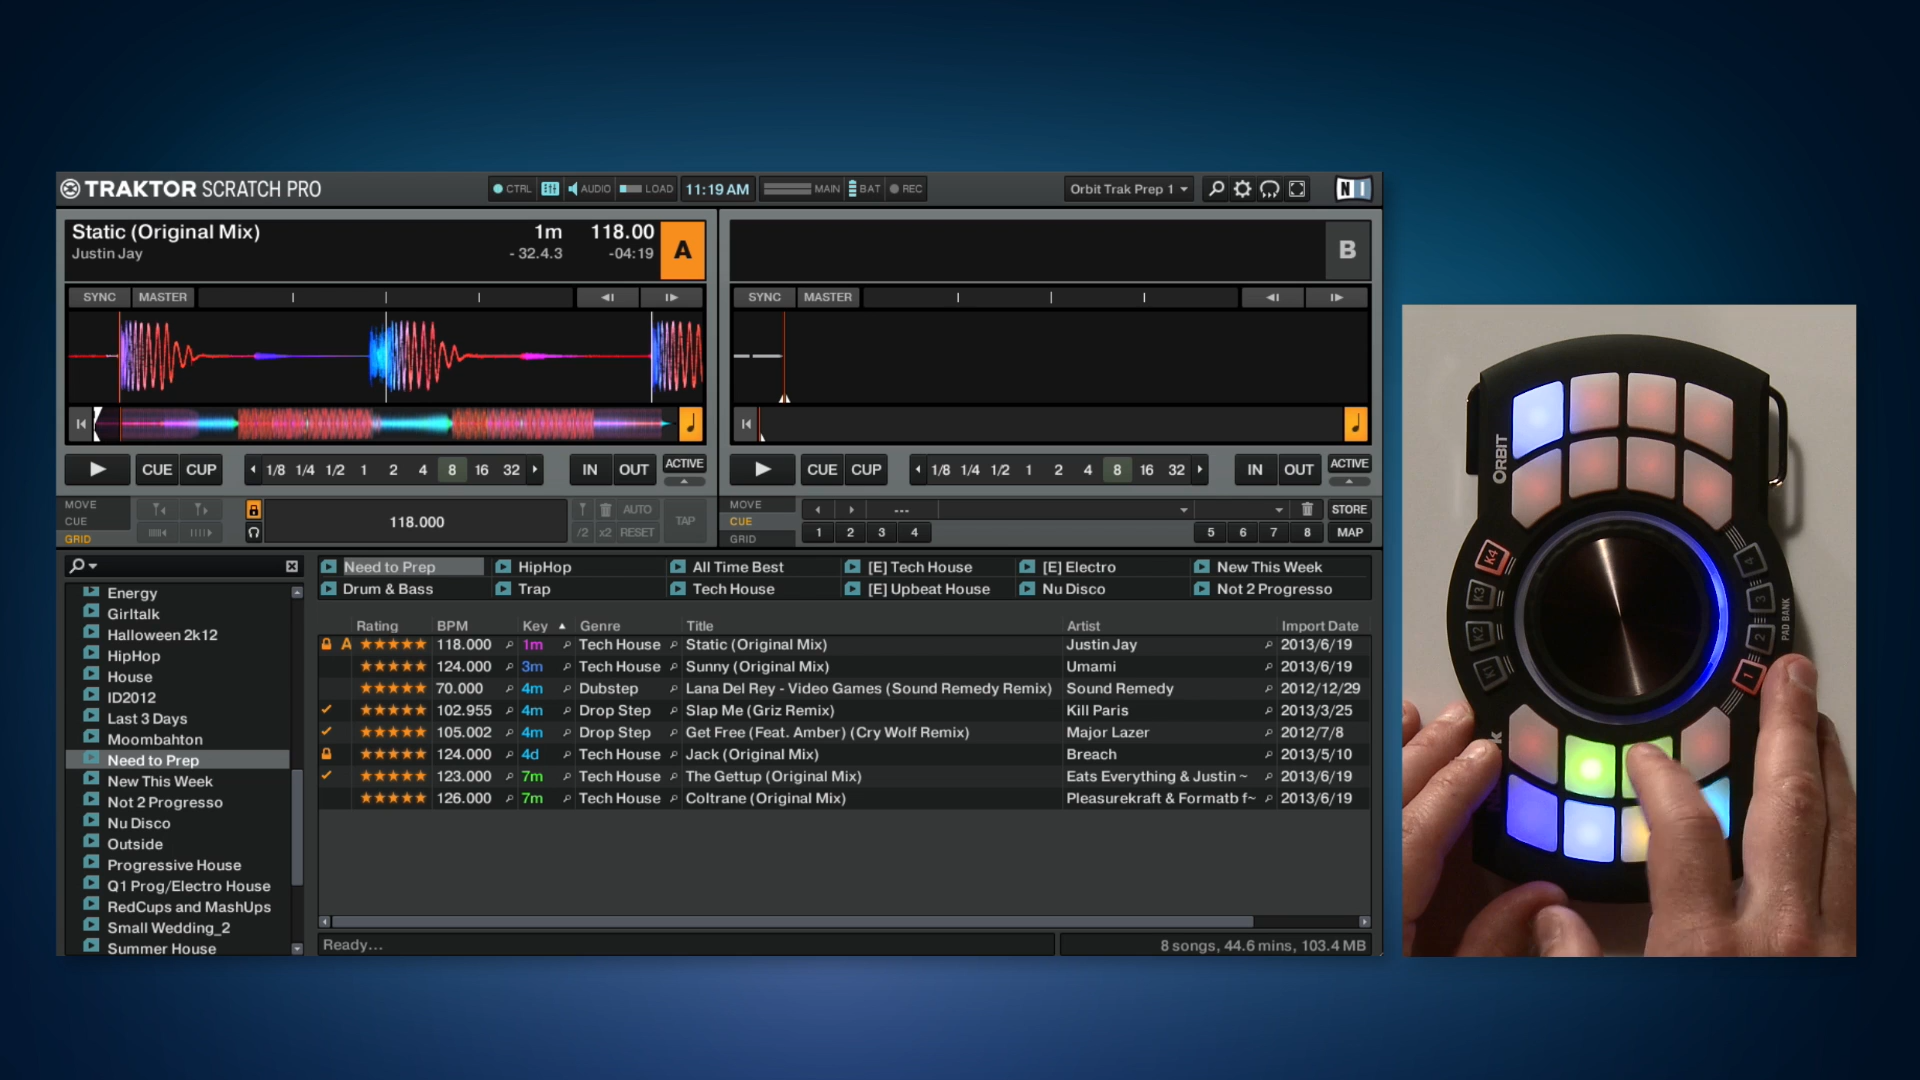 TRAKTOR SCRATCH PRO
CTRL AUDIO LOAD 11:19 AM MAIN BAT REC
Orbit Trak Prep 1
Static (Original Mix) 1m 118.00
Justin Jay - 32.4.3 -04:19
A
B
SYNC MASTER
SYNC MASTER
CUE CUP 1/8 1/4 1/2 1 2 4 8 16 32 IN OUT ACTIVE
CUE CUP 1/8 1/4 1/2 1 2 4 8 16 32 IN OUT ACTIVE
MOVE
CUE
GRID
118.000
AUTO
/2 x2 RESET
TAP
MOVE
CUE
GRID
--- STORE
1 2 3 4 5 6 7 8 MAP
Need to Prep HipHop All Time Best [E] Tech House [E] Electro New This Week
Drum & Bass Trap Tech House [E] Upbeat House Nu Disco Not 2 Progresso
Energy
Girltalk
Halloween 2k12
HipHop
House
ID2012
Last 3 Days
Moombahton
Need to Prep
New This Week
Not 2 Progresso
Nu Disco
Outside
Progressive House
Q1 Prog/Electro House
RedCups and MashUps
Small Wedding_2
Summer House
Rating BPM Key Genre Title Artist Import Date
A 118.000 1m Tech House Static (Original Mix) Justin Jay 2013/6/19
124.000 3m Tech House Sunny (Original Mix) Umami 2013/6/19
70.000 4m Dubstep Lana Del Rey - Video Games (Sound Remedy Remix) Sound Remedy 2012/12/29
102.955 4m Drop Step Slap Me (Griz Remix) Kill Paris 2013/3/25
105.002 4m Drop Step Get Free (Feat. Amber) (Cry Wolf Remix) Major Lazer 2012/7/8
124.000 4d Tech House Jack (Original Mix) Breach 2013/5/10
123.000 7m Tech House The Gettup (Original Mix) Eats Everything & Justin ~ 2013/6/19
126.000 7m Tech House Coltrane (Original Mix) Pleasurekraft & Formatb f~ 2013/6/19
Ready...
8 songs, 44.6 mins, 103.4 MB
ORBIT
K4
K3
K2
K1
4
3
2
1
PAD BANK